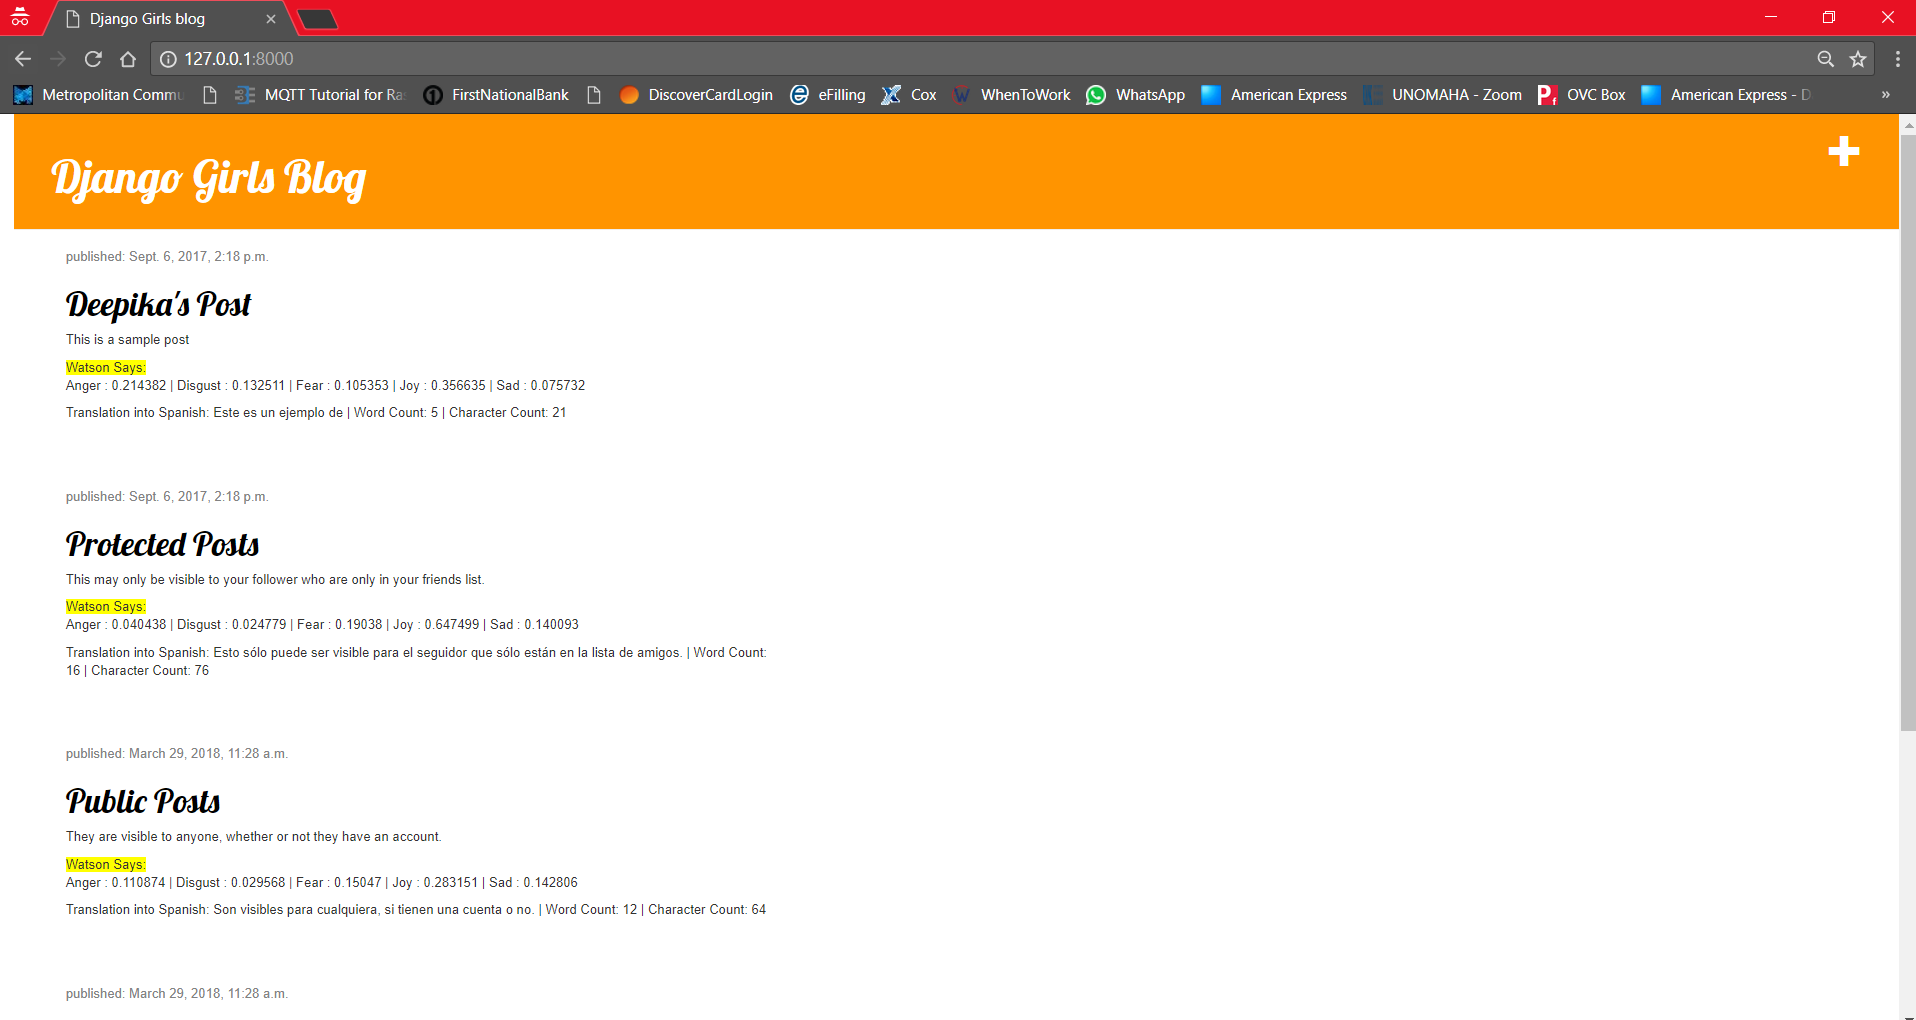 Django Girls blog
127.0.0.1:8000
Metropolitan Commu MQTT Tutorial for Ras FirstNationalBank DiscoverCardLogin eFilling Cox WhenToWork WhatsApp American Express UNOMAHA - Zoom OVC Box American Express - D »
Django Girls Blog
published: Sept. 6, 2017, 2:18 p.m.
Deepika's Post
This is a sample post
Watson Says:
Anger : 0.214382 | Disgust : 0.132511 | Fear : 0.105353 | Joy : 0.356635 | Sad : 0.075732
Translation into Spanish: Este es un ejemplo de | Word Count: 5 | Character Count: 21
published: Sept. 6, 2017, 2:18 p.m.
Protected Posts
This may only be visible to your follower who are only in your friends list.
Watson Says:
Anger : 0.040438 | Disgust : 0.024779 | Fear : 0.19038 | Joy : 0.647499 | Sad : 0.140093
Translation into Spanish: Esto sólo puede ser visible para el seguidor que sólo están en la lista de amigos. | Word Count:
16 | Character Count: 76
published: March 29, 2018, 11:28 a.m.
Public Posts
They are visible to anyone, whether or not they have an account.
Watson Says:
Anger : 0.110874 | Disgust : 0.029568 | Fear : 0.15047 | Joy : 0.283151 | Sad : 0.142806
Translation into Spanish: Son visibles para cualquiera, si tienen una cuenta o no. | Word Count: 12 | Character Count: 64
published: March 29, 2018, 11:28 a.m.